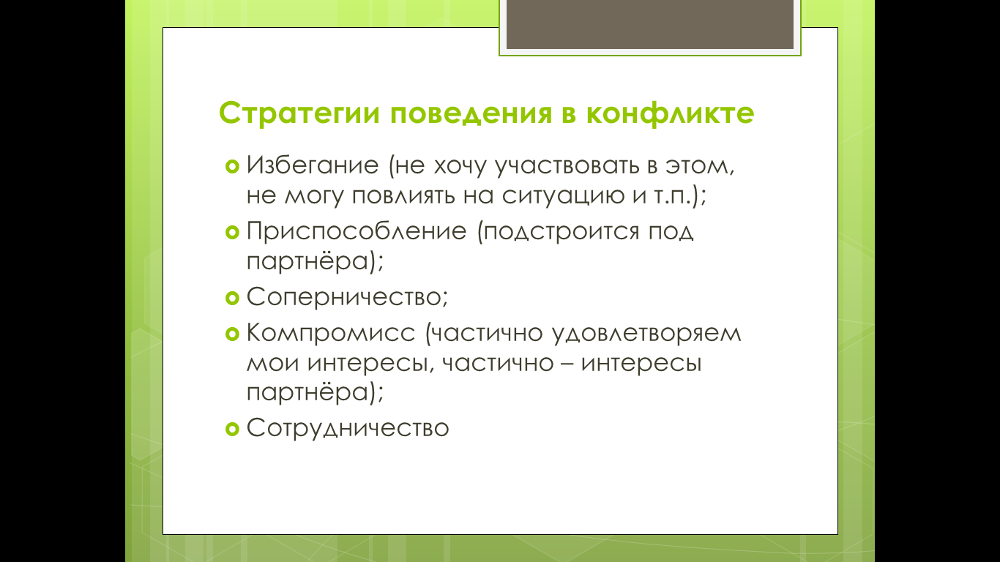 Стратегии поведения в конфликте
Избегание (не хочу участвовать в этом,
не могу повлиять на ситуацию и т.п.);
Приспособление (подстроится под
партнёра);
Соперничество;
Компромисс (частично удовлетворяем
мои интересы, частично – интересы
партнёра);
Сотрудничество